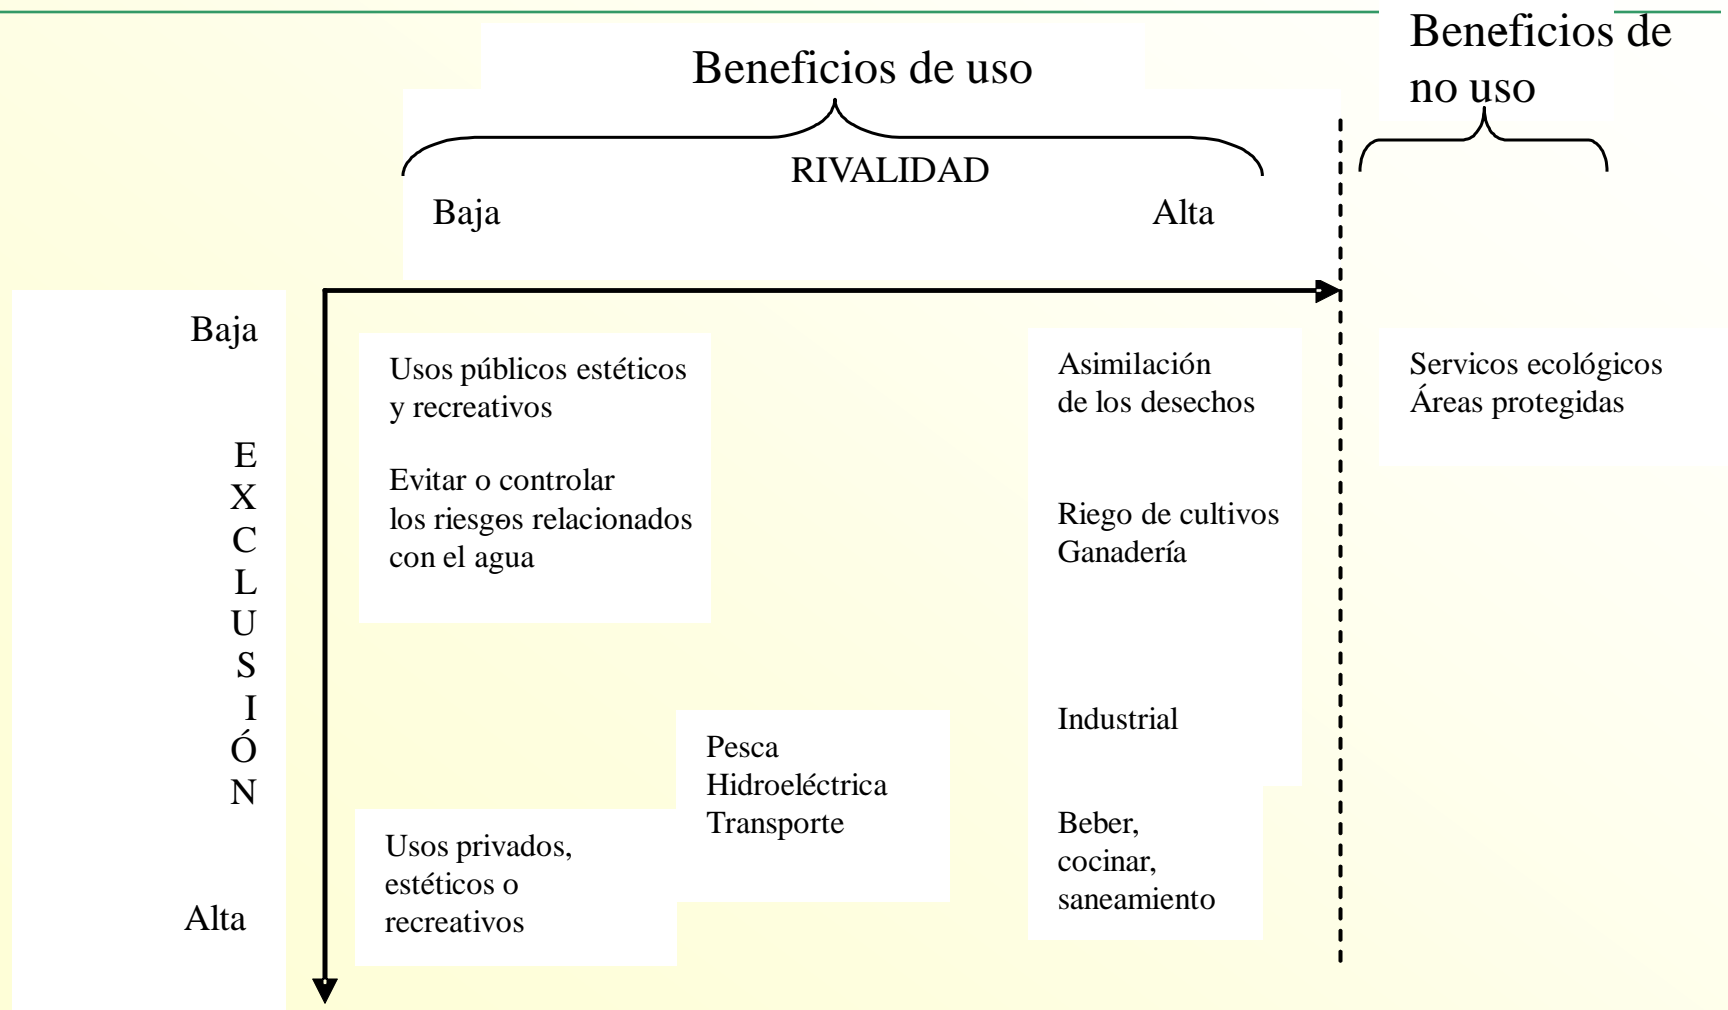 Beneficios de uso
Beneficios de
no uso
RIVALIDAD
Baja
Alta
Baja
E
X
C
L
U
S
I
Ó
N
Alta
Usos públicos estéticos
y recreativos
Evitar o controlar
los riesgos relacionados
con el agua
Usos privados,
estéticos o
recreativos
Pesca
Hidroeléctrica
Transporte
Asimilación
de los desechos
Riego de cultivos
Ganadería
Industrial
Beber,
cocinar,
saneamiento
Servicos ecológicos
Áreas protegidas